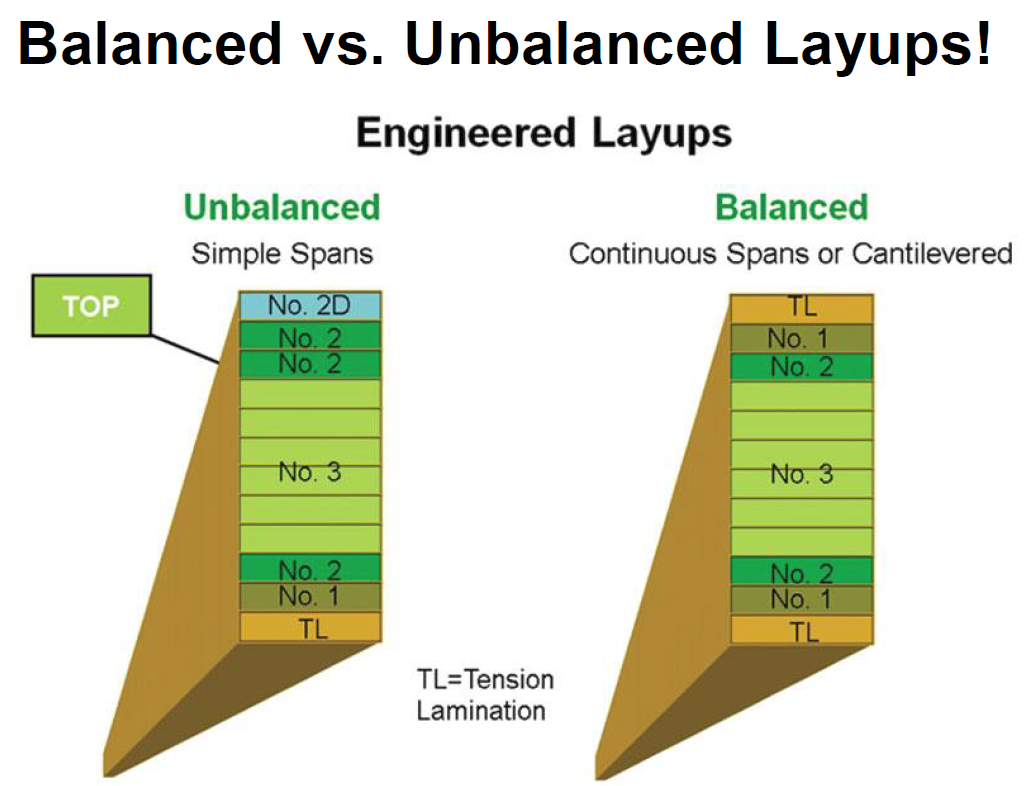 Balanced vs. Unbalanced Layups!
Engineered Layups
Unbalanced
Simple Spans
TOP
No. 2D
No. 2
No. 2
No. 3
No. 2
No. 1
TL
Balanced
Continuous Spans or Cantilevered
TL
No. 1
No. 2
No. 3
No. 2
No. 1
TL
TL=Tension
Lamination